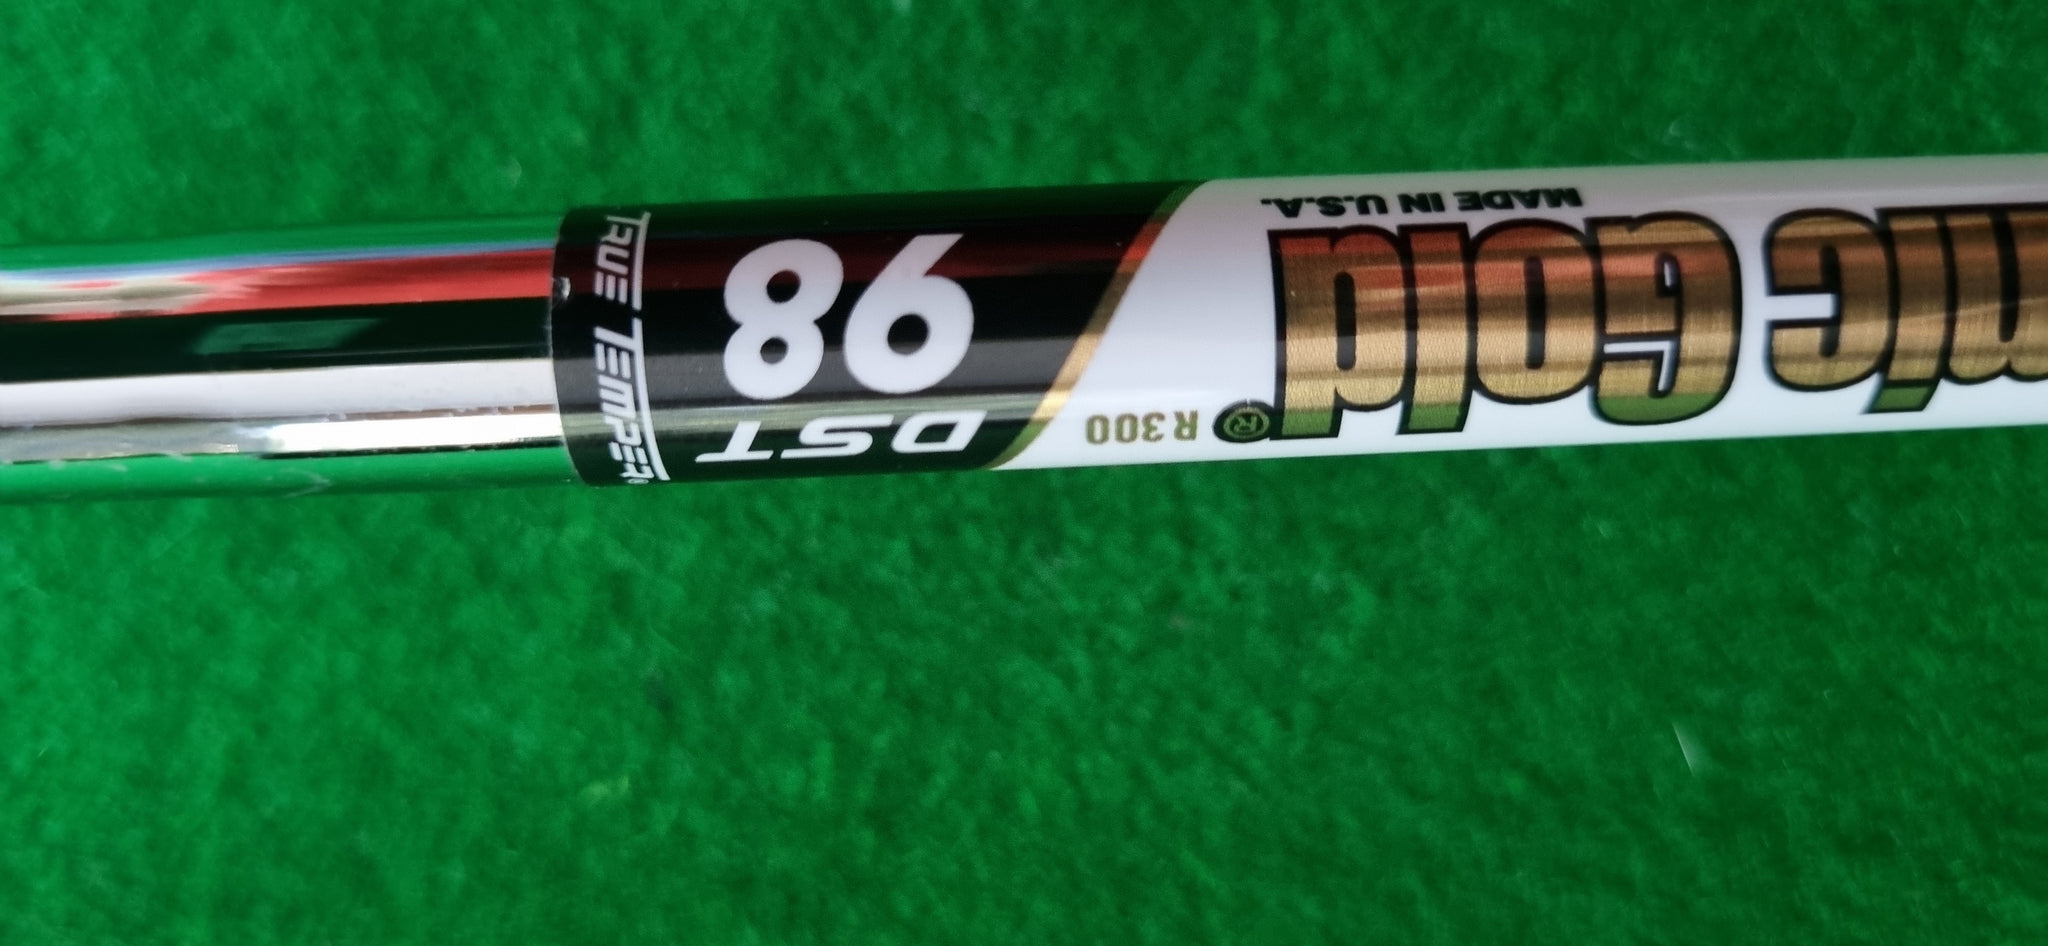 mic Gold®
MADE IN U.S.A.
R300
DST
98
TRUE TEMPER®